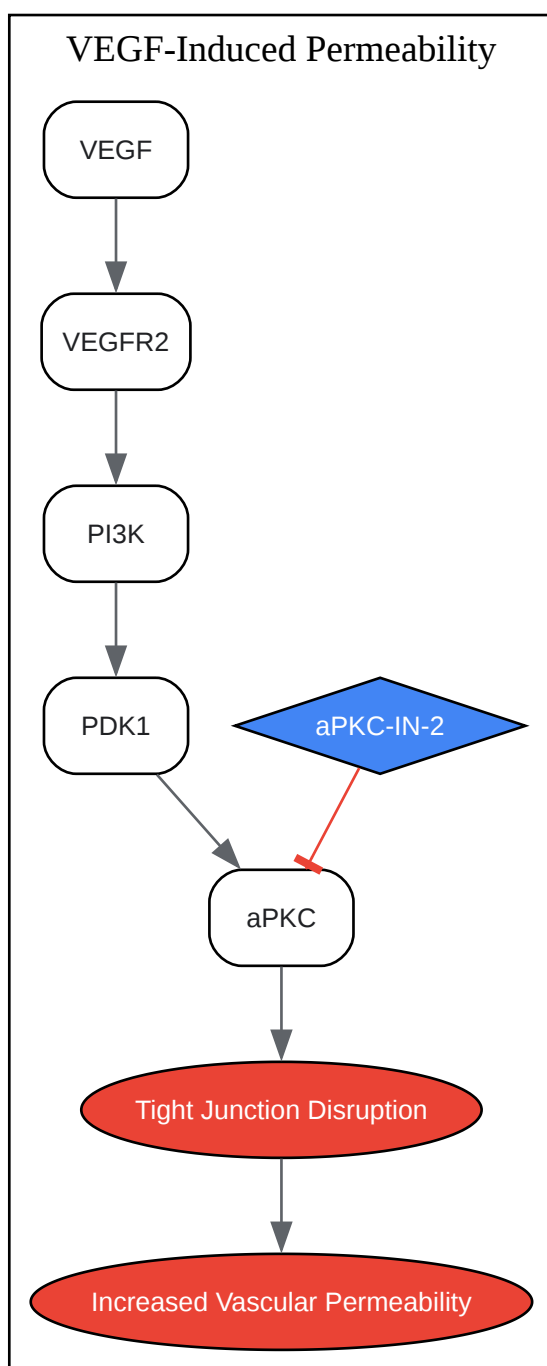 VEGF-Induced Permeability
VEGF
VEGFR2
PI3K
PDK1
aPKC-IN-2
aPKC
Tight Junction Disruption
Increased Vascular Permeability